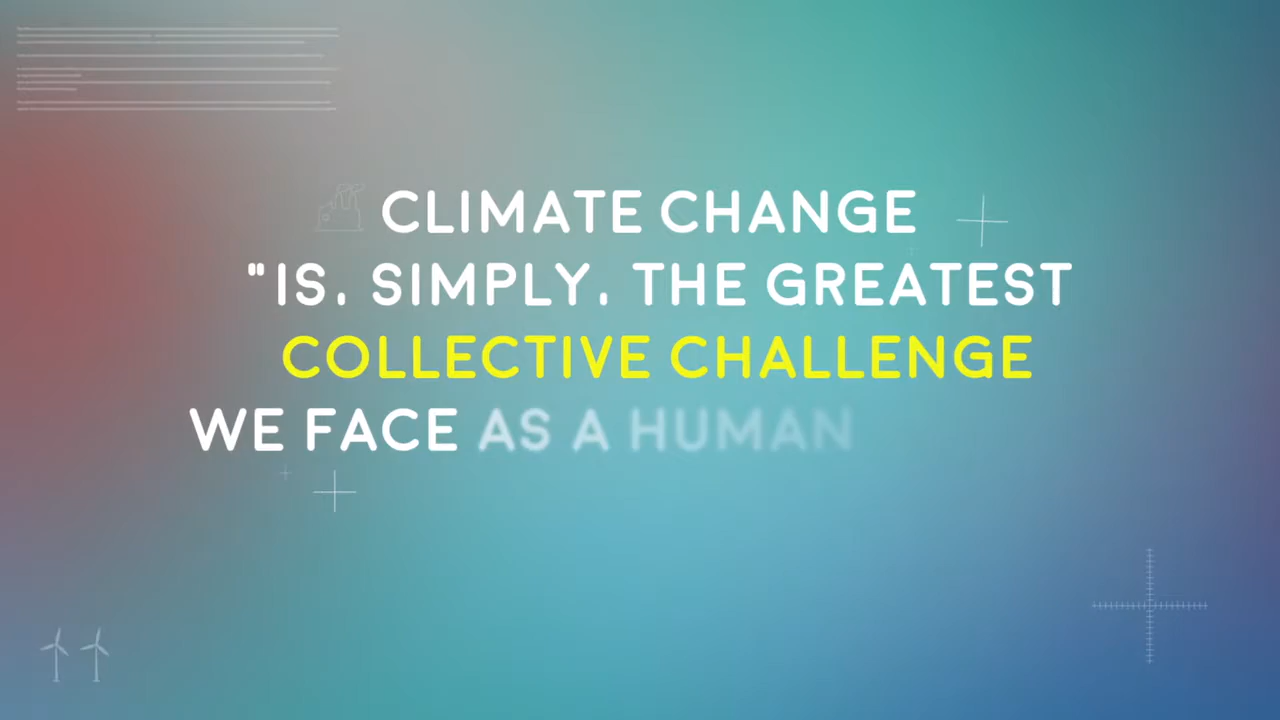 CLIMATE CHANGE
"IS, SIMPLY, THE GREATEST
COLLECTIVE CHALLENGE
WE FACE AS A HUMAN